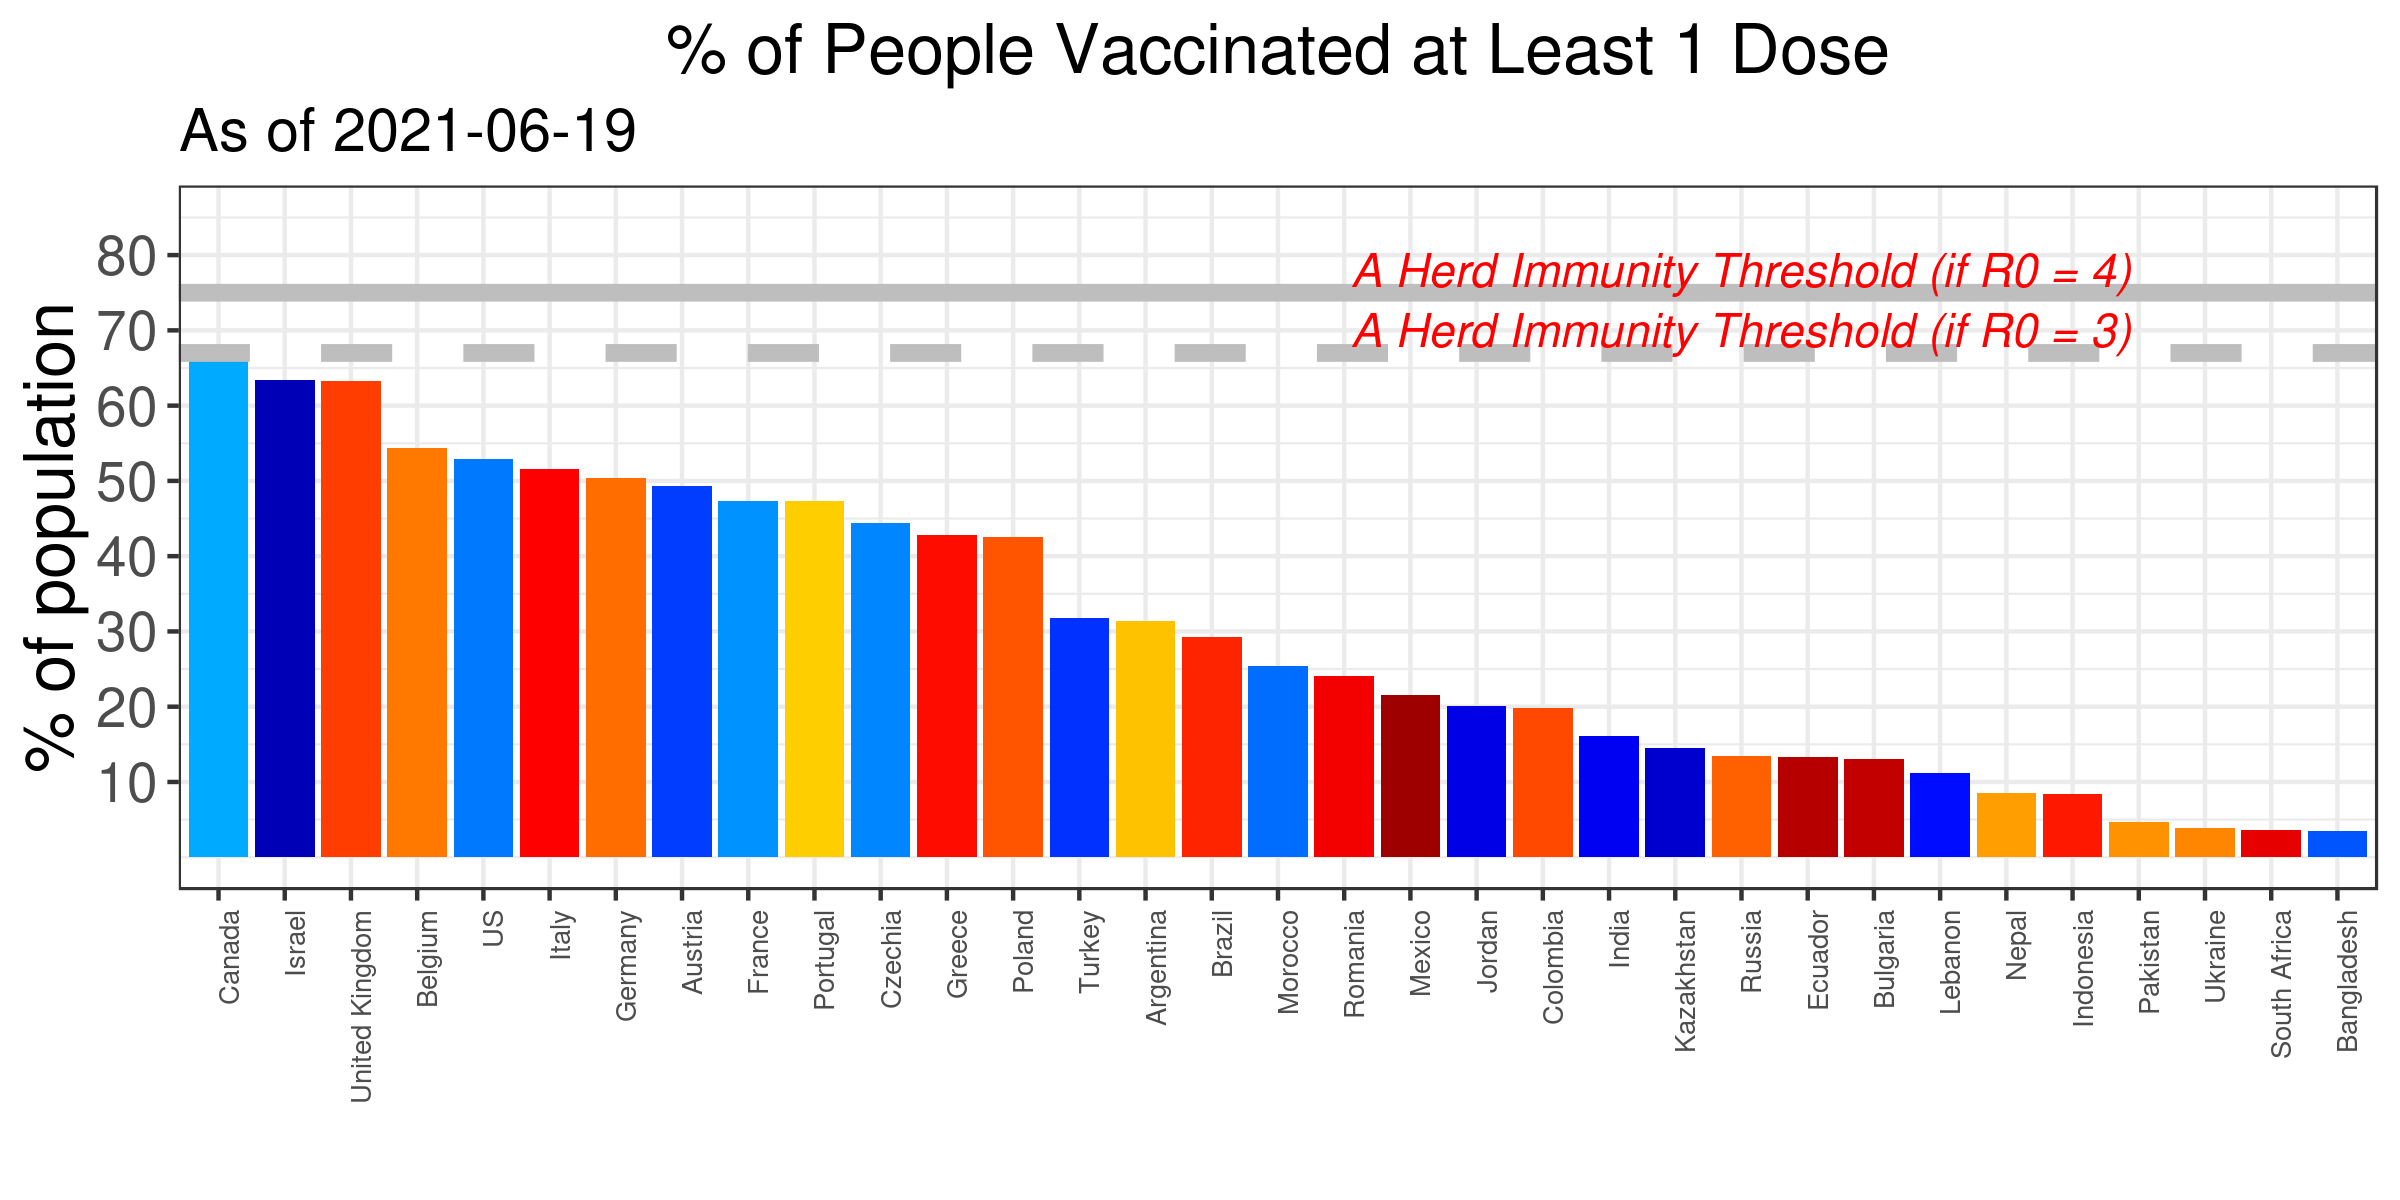 % of People Vaccinated at Least 1 Dose
As of 2021-06-19
% of population
80
70
60
50
40
30
20
10
A Herd Immunity Threshold (if R0 = 4)
A Herd Immunity Threshold (if R0 = 3)
Canada
Israel
United Kingdom
Belgium
US
Italy
Germany
Austria
France
Portugal
Czechia
Greece
Poland
Turkey
Argentina
Brazil
Morocco
Romania
Mexico
Jordan
Colombia
India
Kazakhstan
Russia
Ecuador
Bulgaria
Lebanon
Nepal
Indonesia
Pakistan
Ukraine
South Africa
Bangladesh